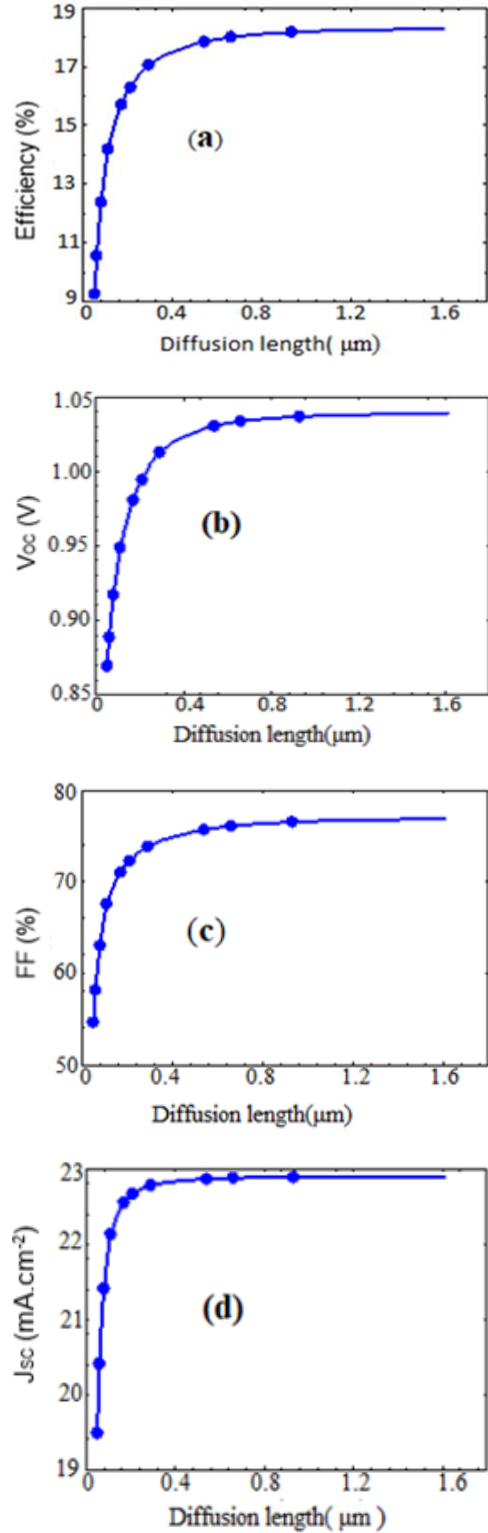 19
17
15
13
11
9
Efficiency (%)
(a)
0 0.4 0.8 1.2 1.6
Diffusion length( μm)
1.05
1.00
0.95
0.90
0.85
Voc (V)
(b)
0 0.4 0.8 1.2 1.6
Diffusion length(μm)
80
70
60
50
FF (%)
(c)
0 0.4 0.8 1.2 1.6
Diffusion length(μm)
23
22
21
20
19
Jsc (mA.cm-2)
(d)
0 0.4 0.8 1.2 1.6
Diffusion length( μm )